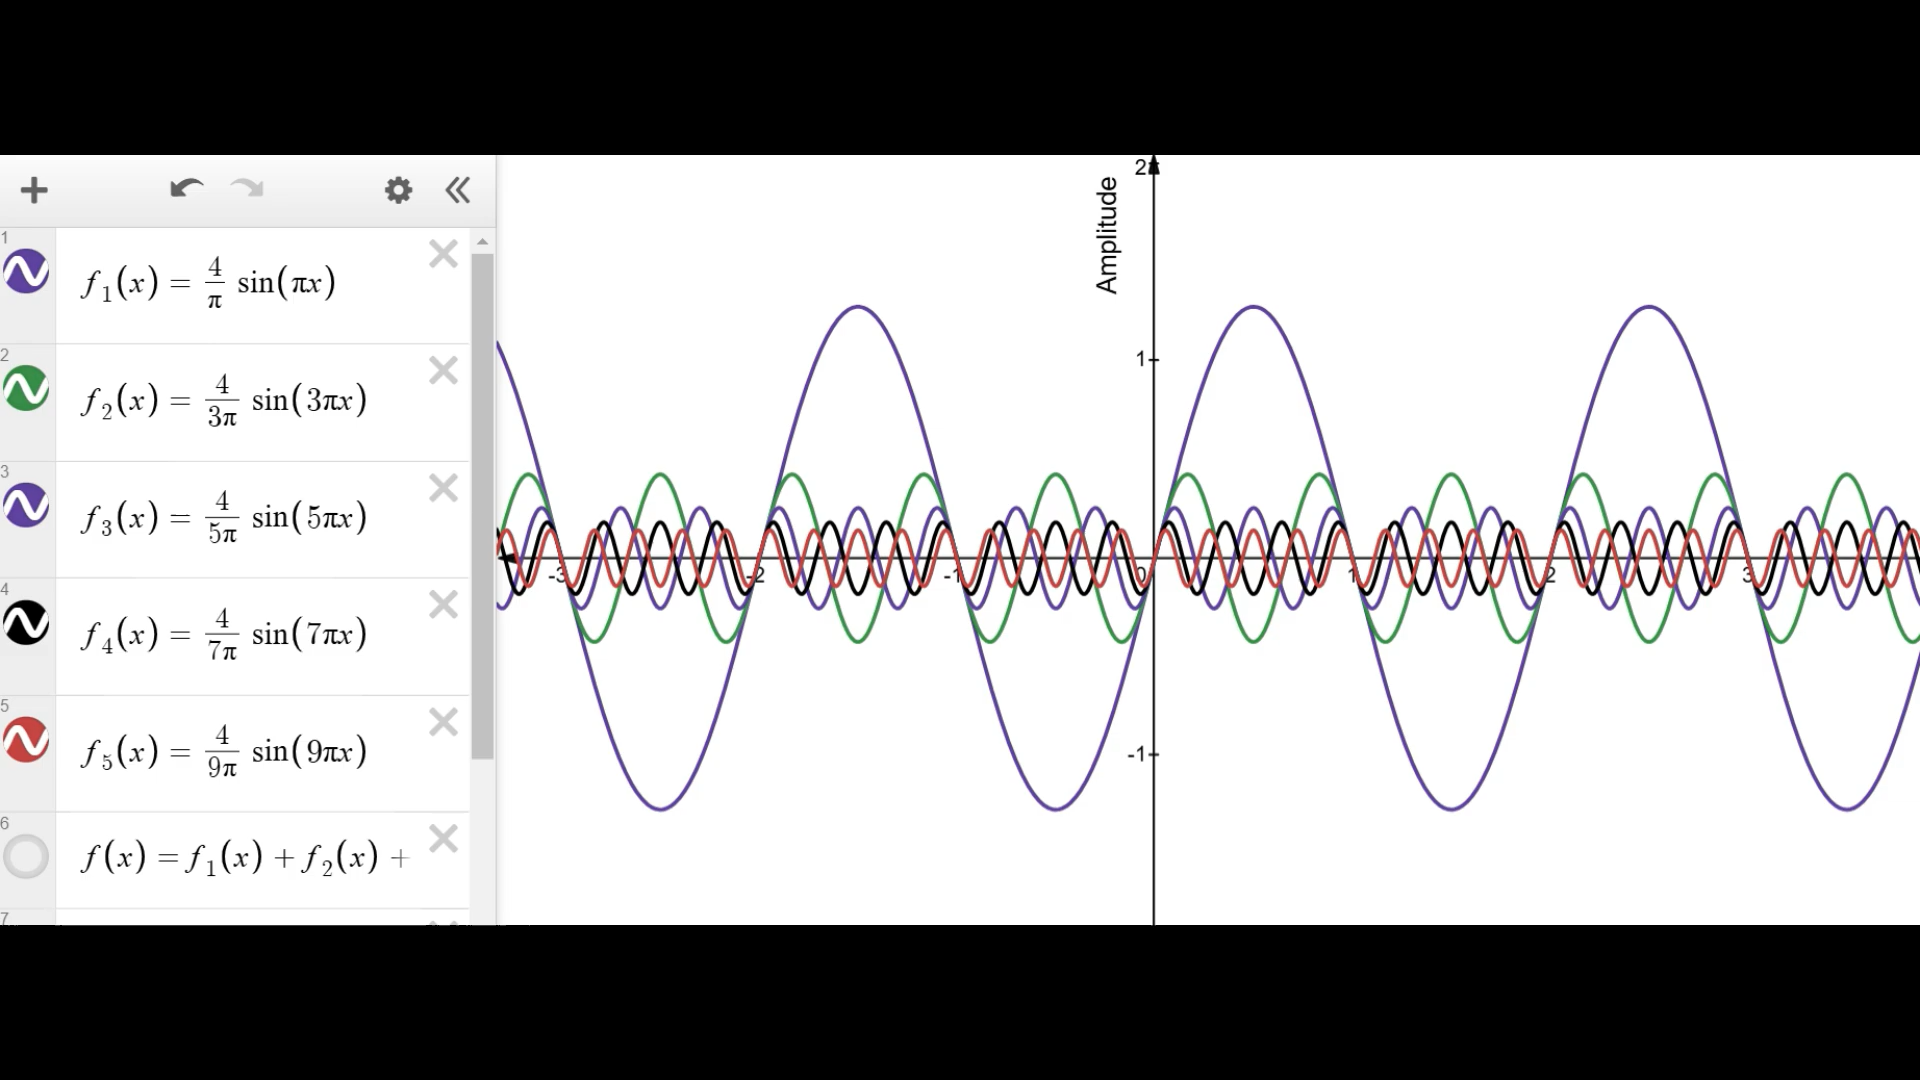 1
f₁(x) = 4/π sin(πx)
2
f₂(x) = 4/3π sin(3πx)
3
f₃(x) = 4/5π sin(5πx)
4
f₄(x) = 4/7π sin(7πx)
5
f₅(x) = 4/9π sin(9πx)
6
f(x) = f₁(x) + f₂(x) +
7
Amplitude
2
1
-3 -2 -1 0 1 2 3
-1